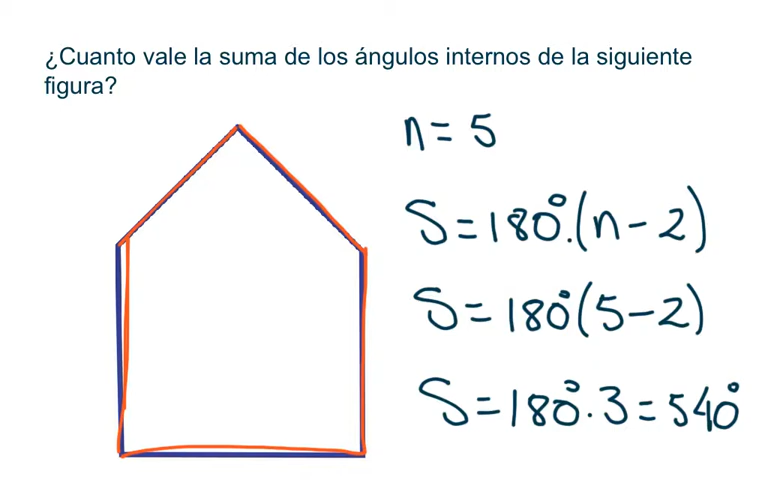 ¿Cuanto vale la suma de los ángulos internos de la siguiente
figura?
n = 5
S = 180°.(n - 2)
S = 180°(5 - 2)
S = 180°. 3 = 540°